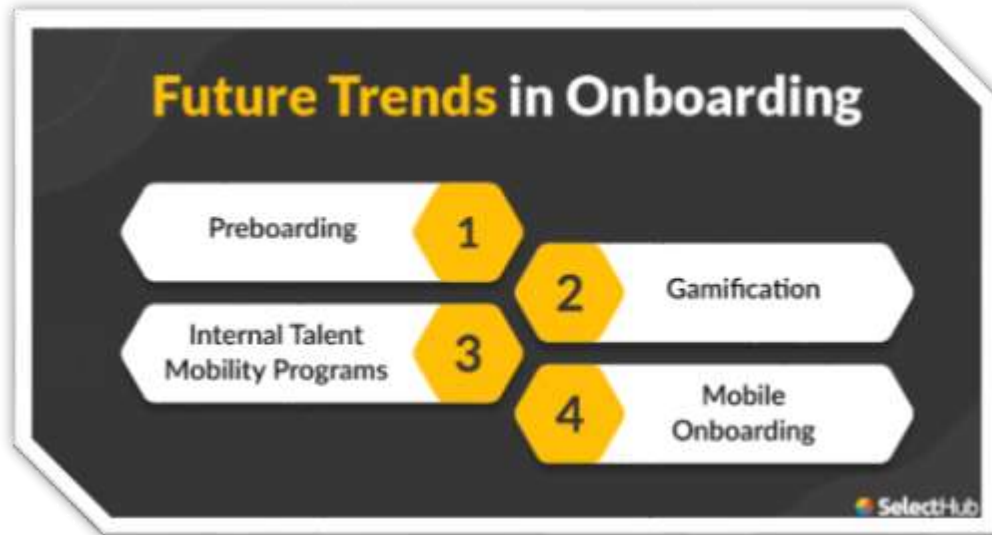 Future Trends in Onboarding
Preboarding
1
2
Gamification
Internal Talent
Mobility Programs
3
4
Mobile
Onboarding
SelectHub